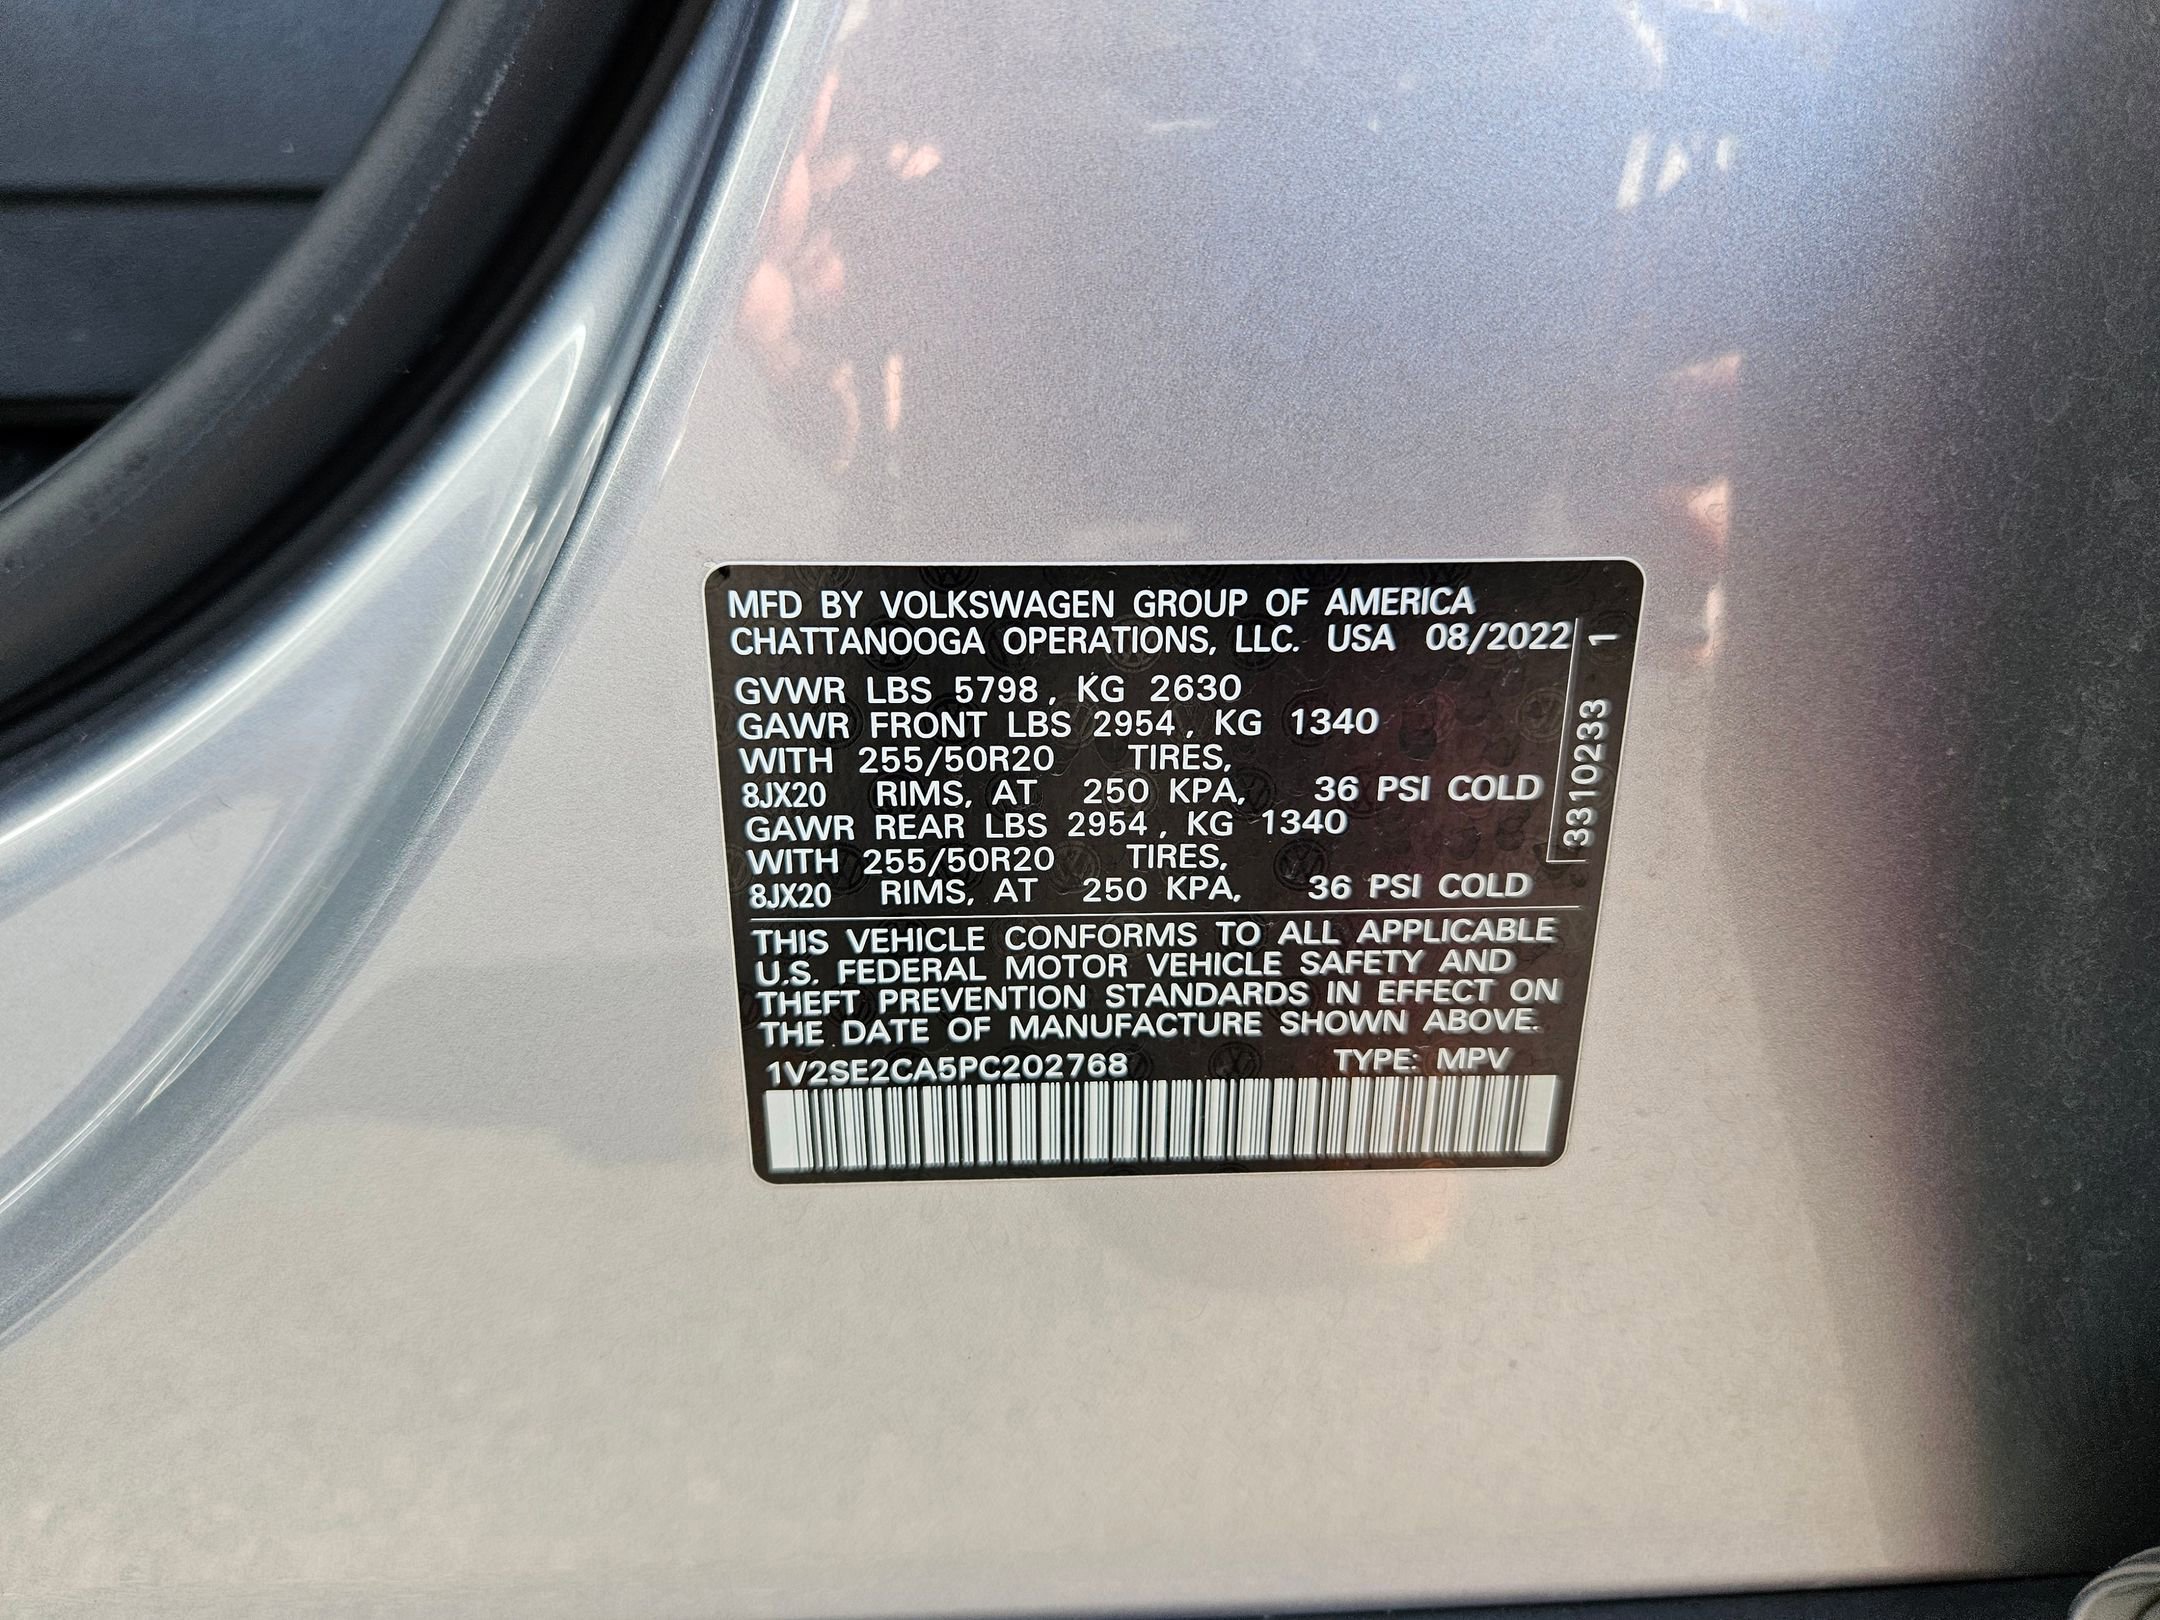 MFD BY VOLKSWAGEN GROUP OF AMERICA
CHATTANOOGA OPERATIONS, LLC. USA 08/2022
GVWR LBS 5798, KG 2630
GAWR FRONT LBS 2954, KG 1340
WITH 255/50R20 TIRES,
8JX20 RIMS, AT 250 KPA, 36 PSI COLD
GAWR REAR LBS 2954, KG 1340
WITH 255/50R20 TIRES,
8JX20 RIMS, AT 250 KPA, 36 PSI COLD
3310233 1
THIS VEHICLE CONFORMS TO ALL APPLICABLE
U.S. FEDERAL MOTOR VEHICLE SAFETY AND
THEFT PREVENTION STANDARDS IN EFFECT ON
THE DATE OF MANUFACTURE SHOWN ABOVE.
1V2SE2CA5PC202768 TYPE: MPV